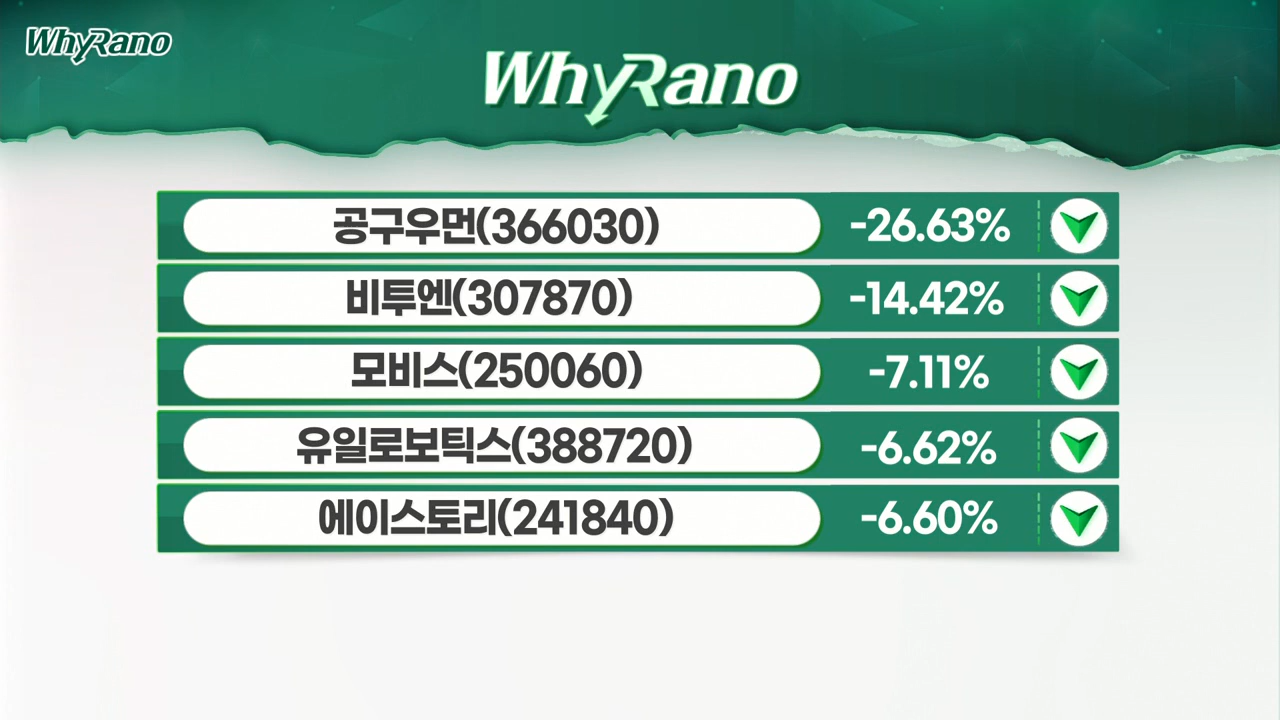 WhyRano
WhyRano
공구우먼(366030) -26.63%
비투엔(307870) -14.42%
모비스(250060) -7.11%
유일로보틱스(388720) -6.62%
에이스토리(241840) -6.60%